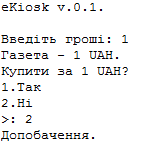 eKiosk v.0.1.
Введіть гроші: 1
Газета - 1 UAH.
Купити за 1 UAH?
1.Так
2.Ні
>: 2
Допобачення.